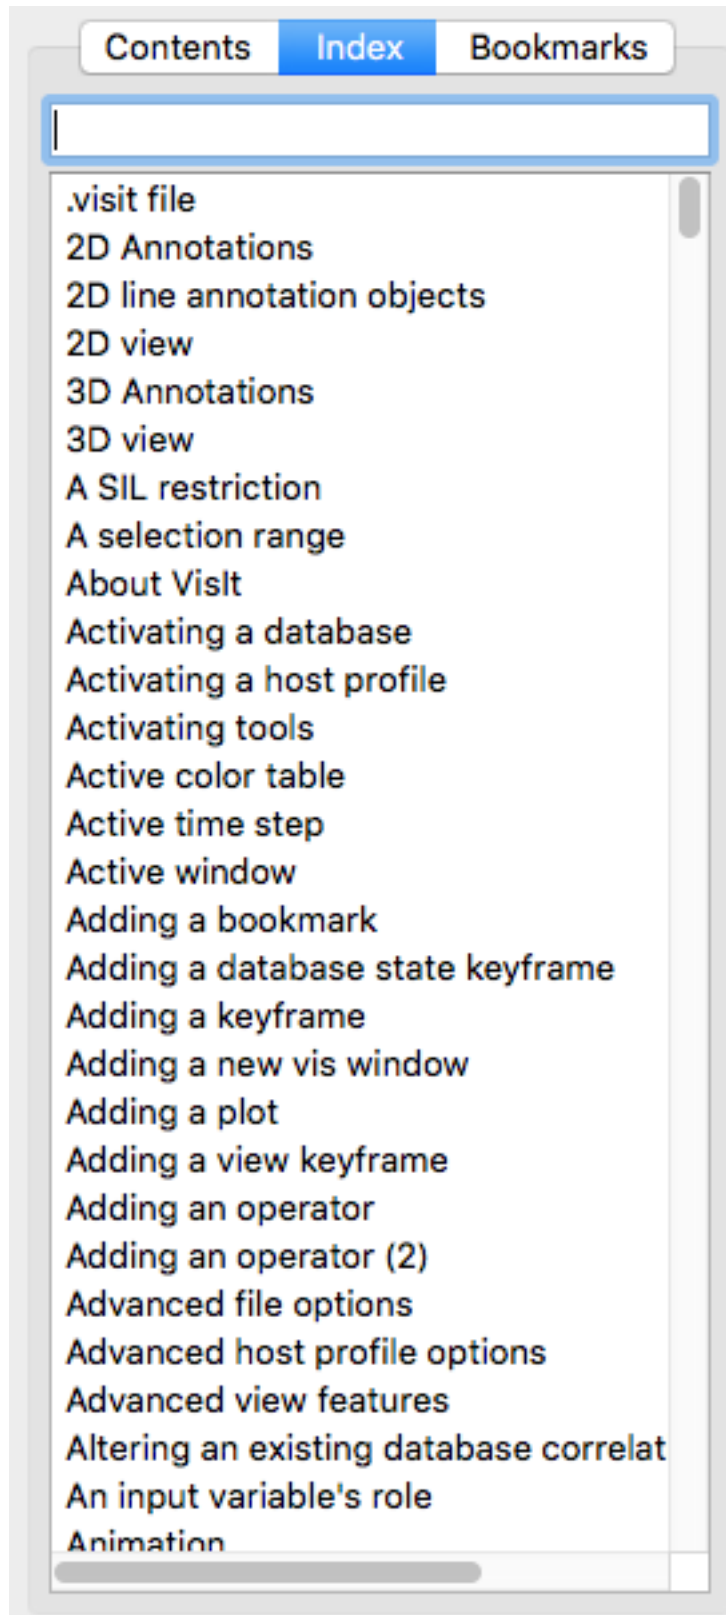 Contents Index Bookmarks
.visit file
2D Annotations
2D line annotation objects
2D view
3D Annotations
3D view
A SIL restriction
A selection range
About VisIt
Activating a database
Activating a host profile
Activating tools
Active color table
Active time step
Active window
Adding a bookmark
Adding a database state keyframe
Adding a keyframe
Adding a new vis window
Adding a plot
Adding a view keyframe
Adding an operator
Adding an operator (2)
Advanced file options
Advanced host profile options
Advanced view features
Altering an existing database correlat
An input variable's role
Animation